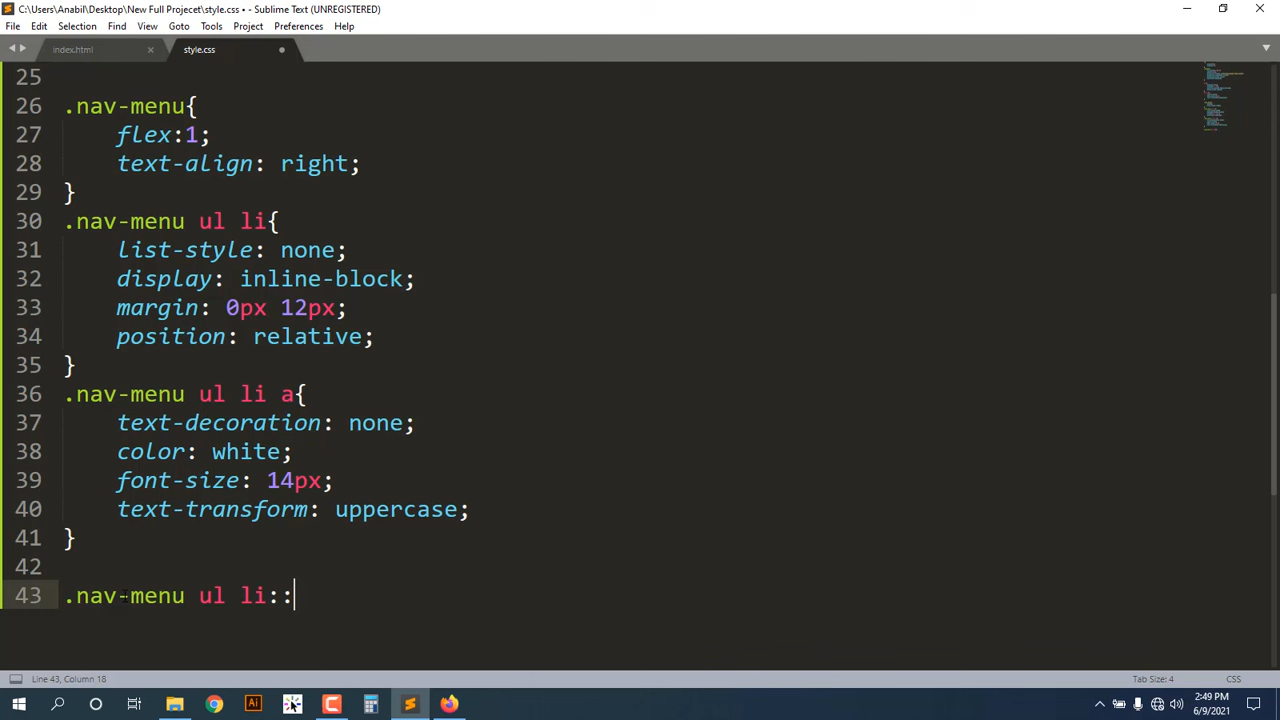 C:\Users\Anabil\Desktop\New Full Projecet\style.css • - Sublime Text (UNREGISTERED)
File Edit Selection Find View Goto Tools Project Preferences Help
index.html style.css
25
26 .nav-menu{
27 flex:1;
28 text-align: right;
29 }
30 .nav-menu ul li{
31 list-style: none;
32 display: inline-block;
33 margin: 0px 12px;
34 position: relative;
35 }
36 .nav-menu ul li a{
37 text-decoration: none;
38 color: white;
39 font-size: 14px;
40 text-transform: uppercase;
41 }
42
43 .nav-menu ul li::
Line 43, Column 18 Tab Size: 4 CSS
Ai 2:49 PM
6/9/2021